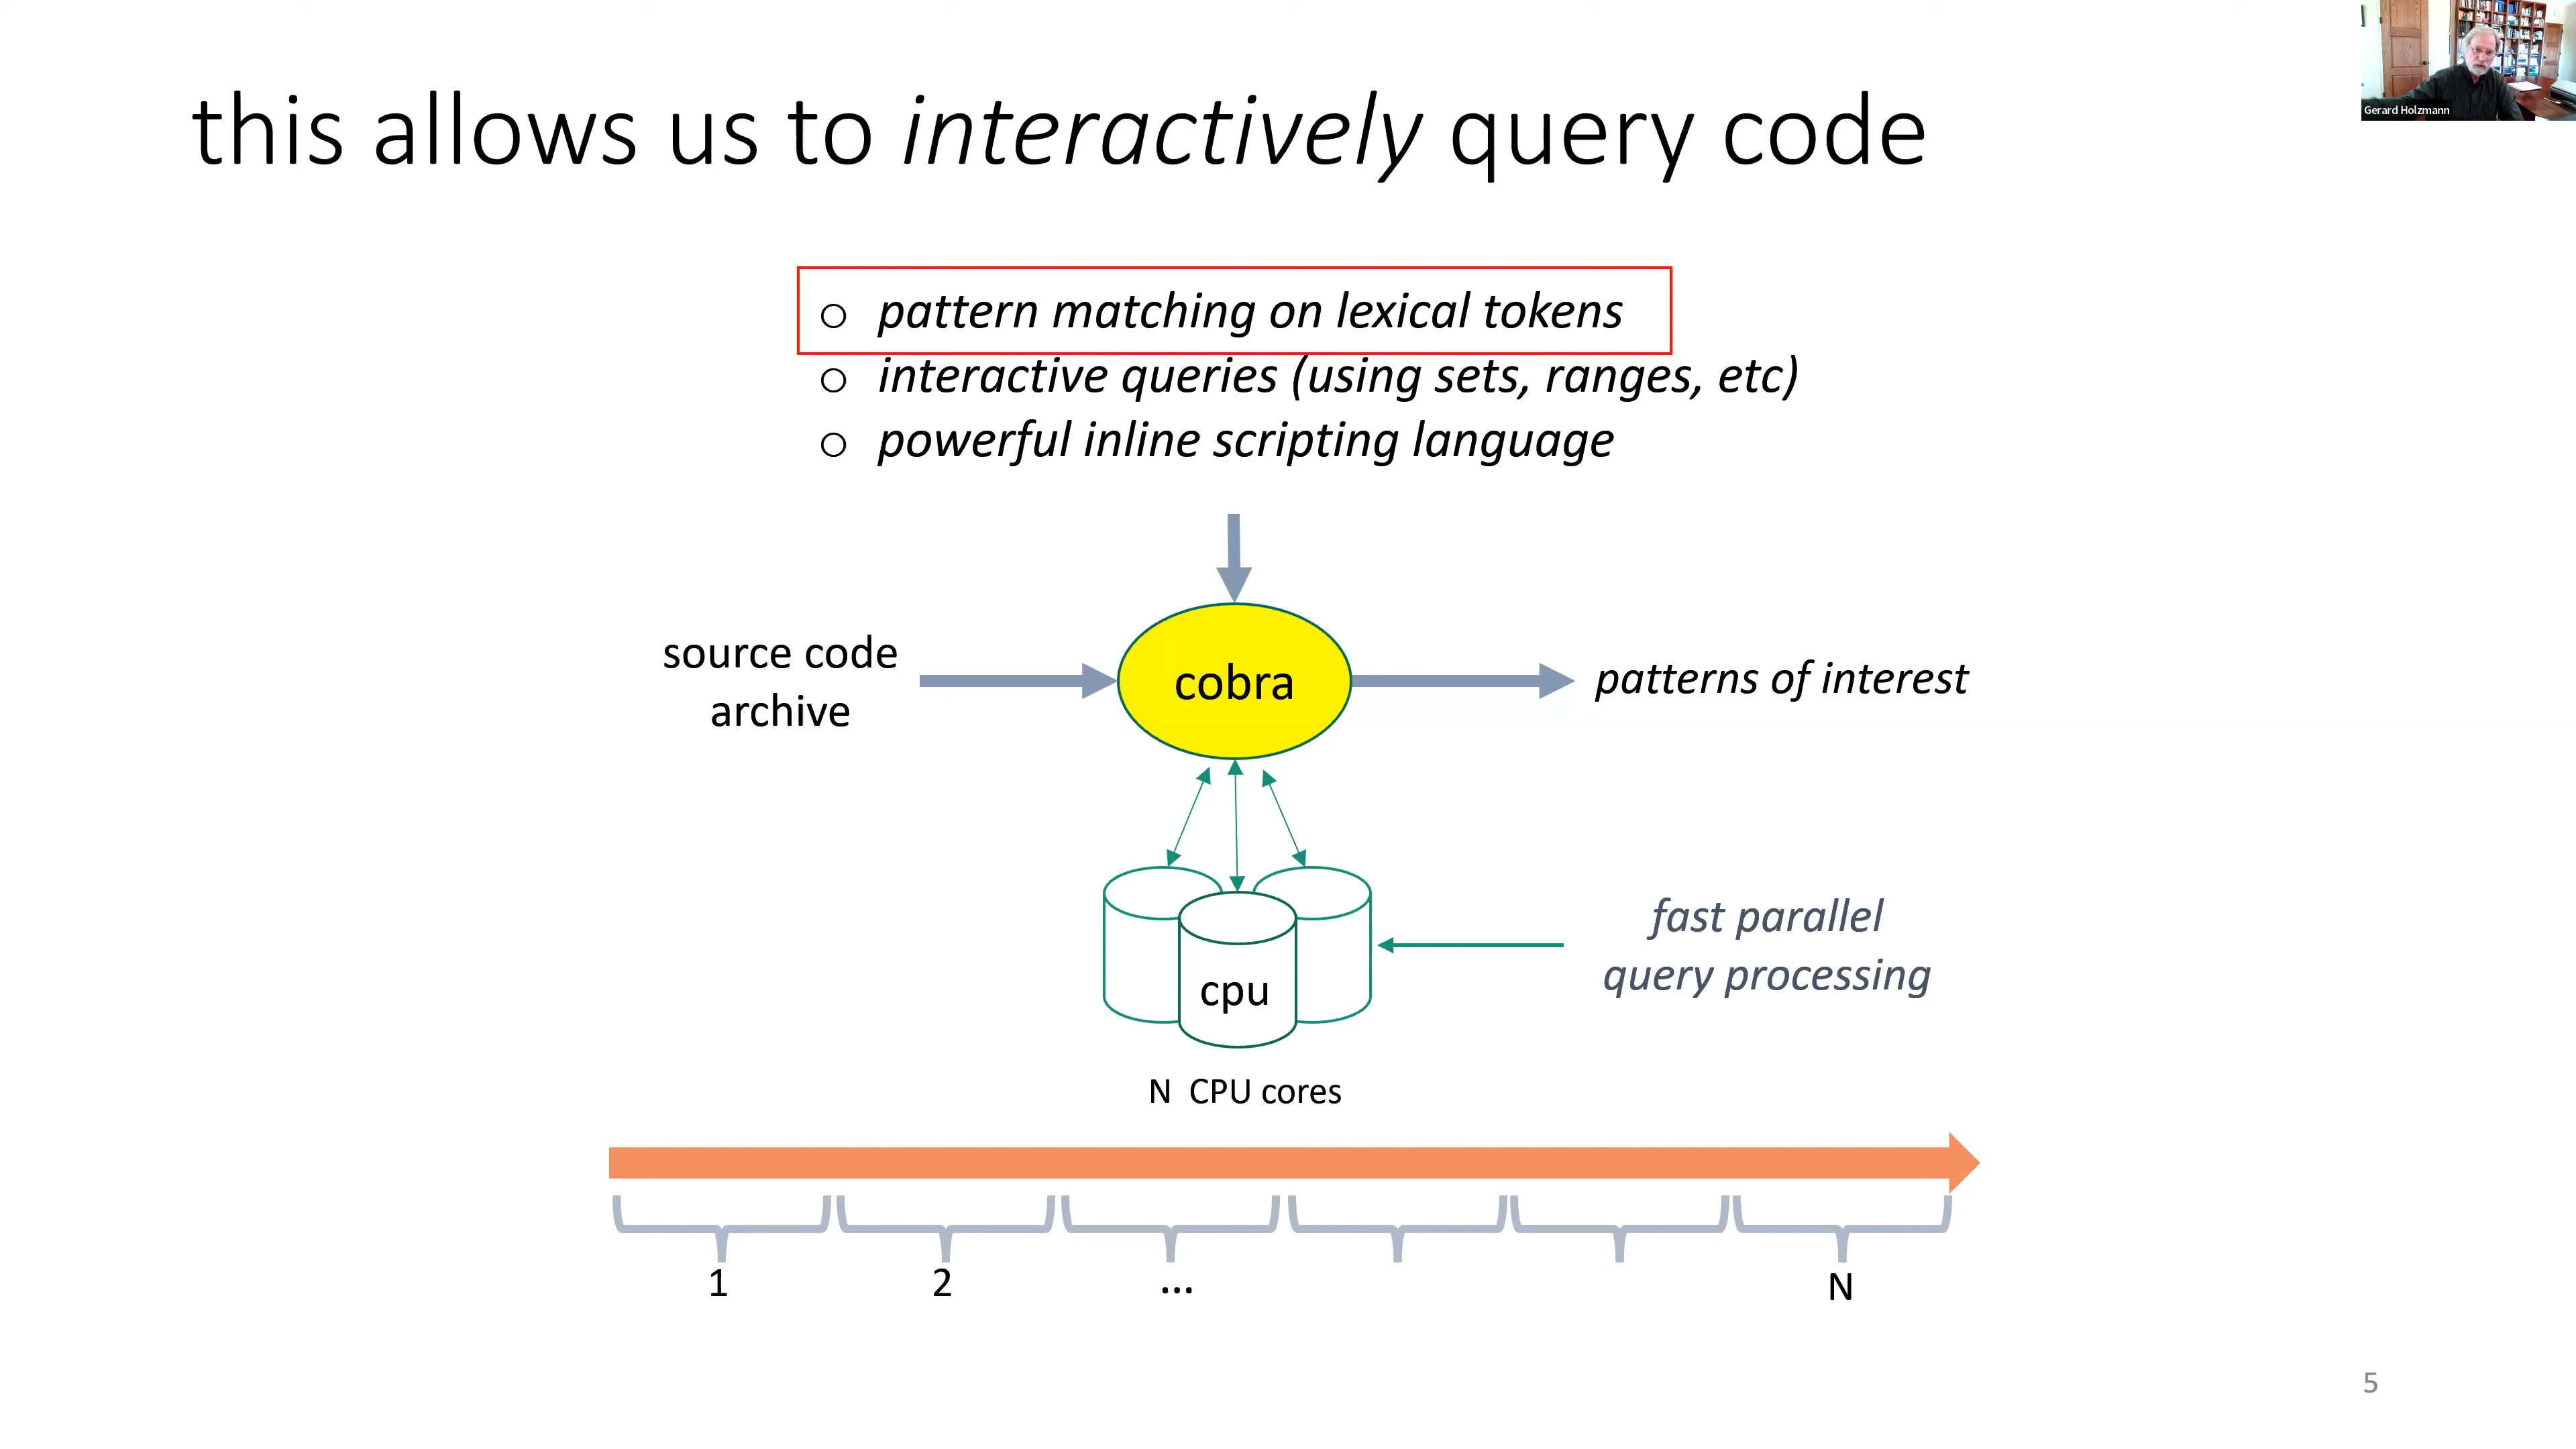 this allows us to interactively query code
Gerard Holzmann
o pattern matching on lexical tokens
o interactive queries (using sets, ranges, etc)
o powerful inline scripting language
source code
archive
cobra
patterns of interest
cpu
fast parallel
query processing
N CPU cores
1 2 ... N
5